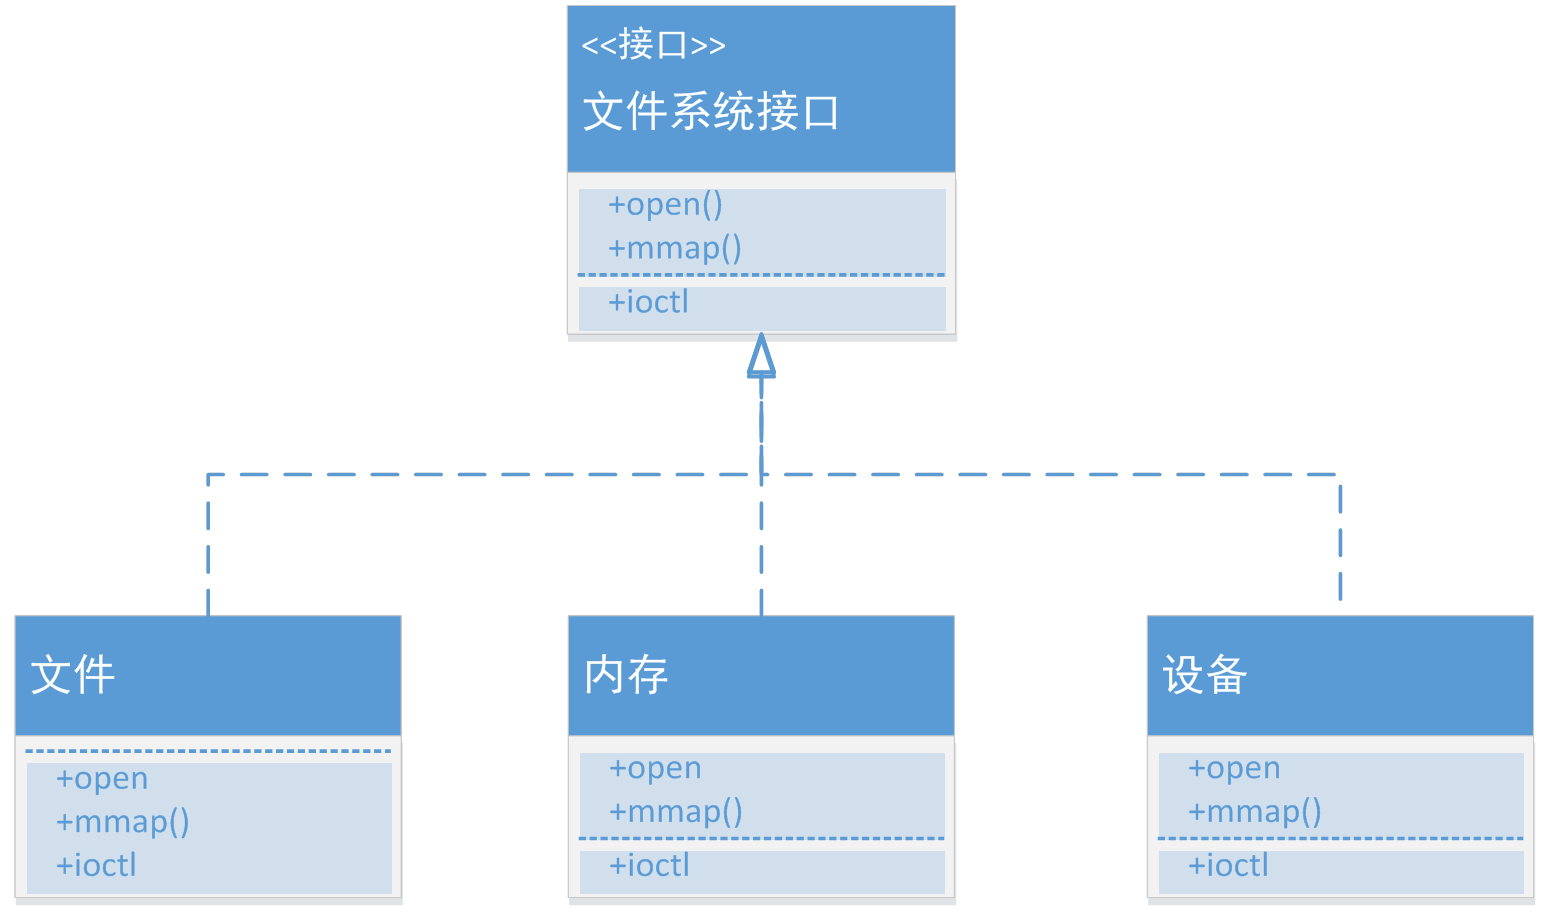 <<接口>>
文件系统接口
+open()
+mmap()
+ioctl
文件
+open
+mmap()
+ioctl
内存
+open
+mmap()
+ioctl
设备
+open
+mmap()
+ioctl